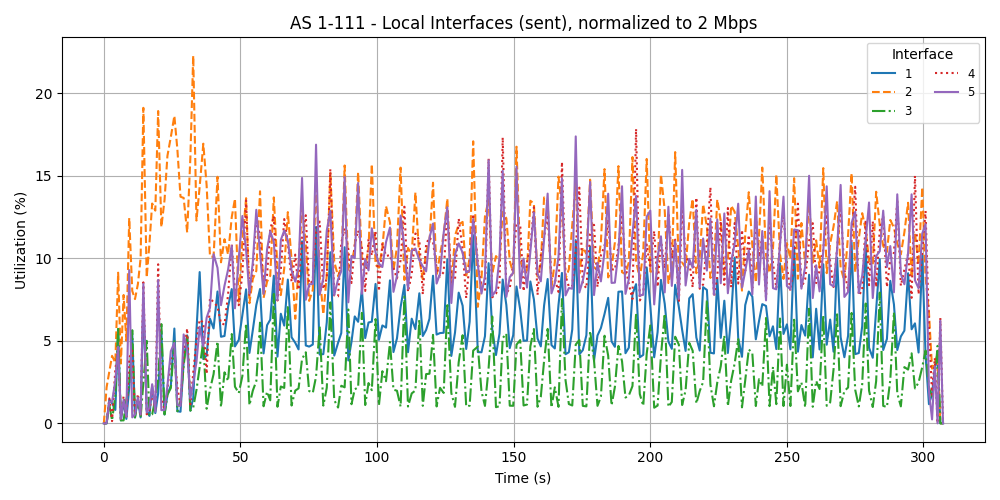 AS 1-111 - Local Interfaces (sent), normalized to 2 Mbps
Utilization (%)
20
15
10
5
0
0 50 100 150 200 250 300
Time (s)
Interface
1 4
2 5
3